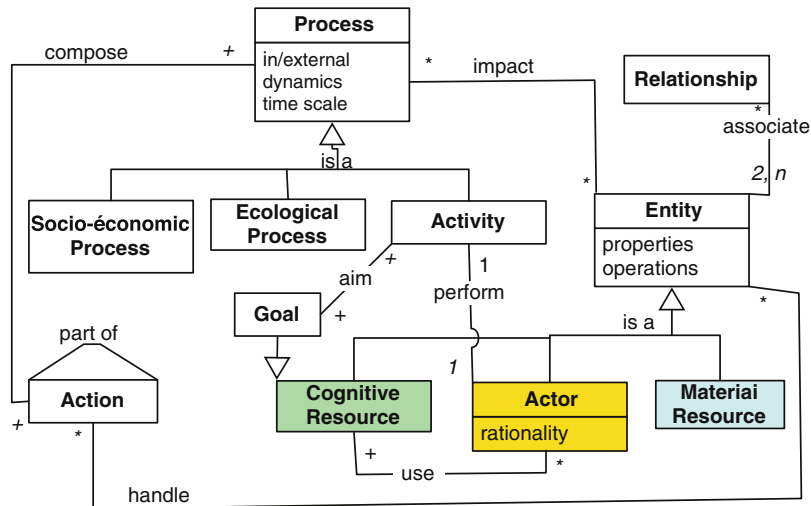 Process
compose
+
in/external
dynamics
time scale
*
impact
Relationship
*
associate
is a
2, n
*
Socio-économic
Process
Ecological
Process
Activity
Entity
properties
operations
+
1
aim
perform
*
Goal
+
is a
part of
1
Action
Cognitive
Resource
Actor
Materiai
Resource
+
*
rationality
+
*
use
handle